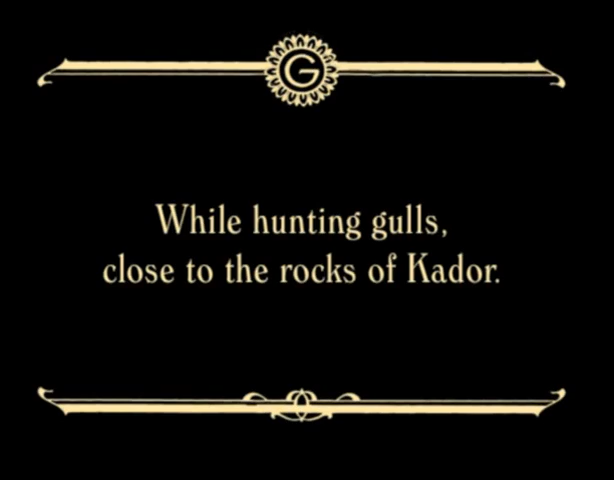 G
While hunting gulls,
close to the rocks of Kador.